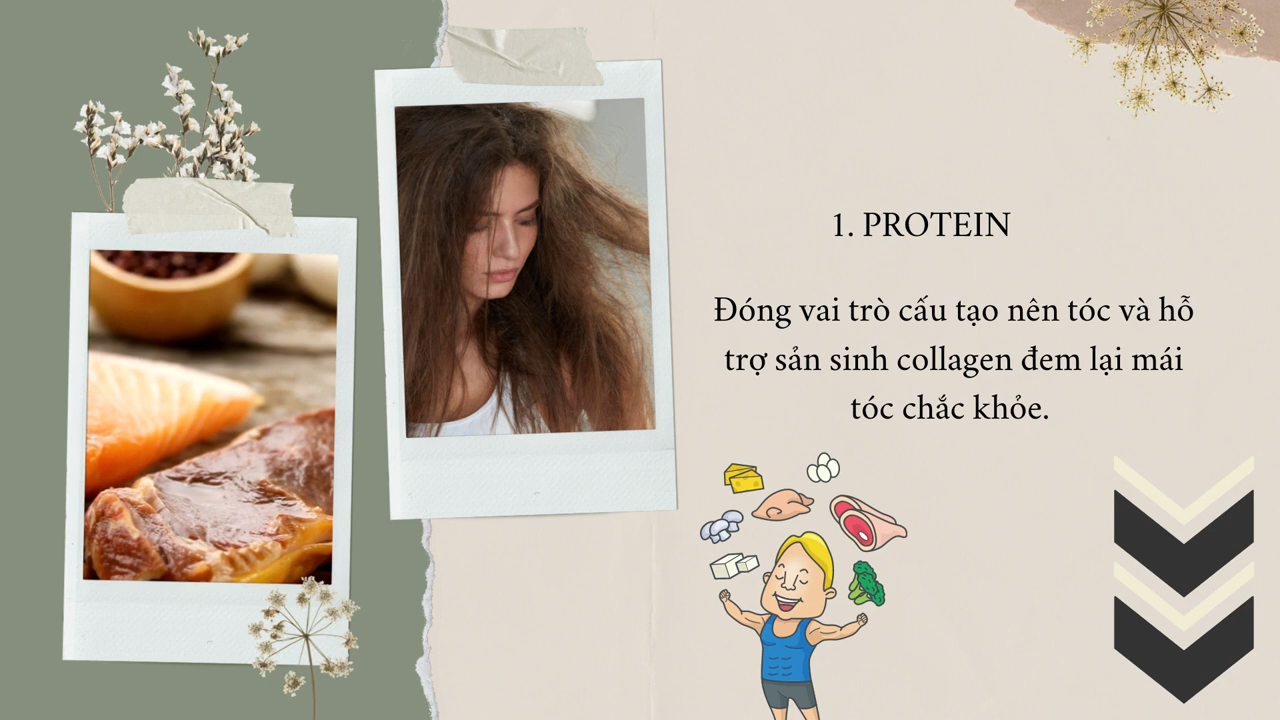 1. PROTEIN
Đóng vai trò cấu tạo nên tóc và hỗ
trợ sản sinh collagen đem lại mái
tóc chắc khỏe.